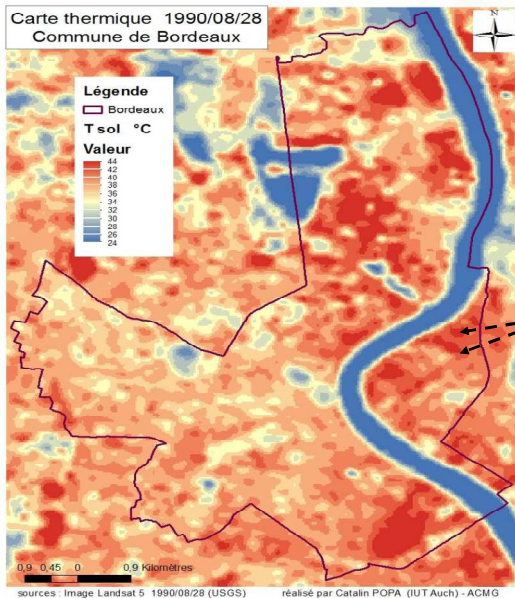 Carte thermique 1990/08/28
Commune de Bordeaux
N
Légende
Bordeaux
T sol °C
Valeur
44
42
40
38
36
34
32
30
28
26
24
0,9 0,45 0 0,9 Kilomètres
sources : Image Landsat 5 1990/08/28 (USGS) réalisé par Catalin POPA (IUT Auch) - ACMG